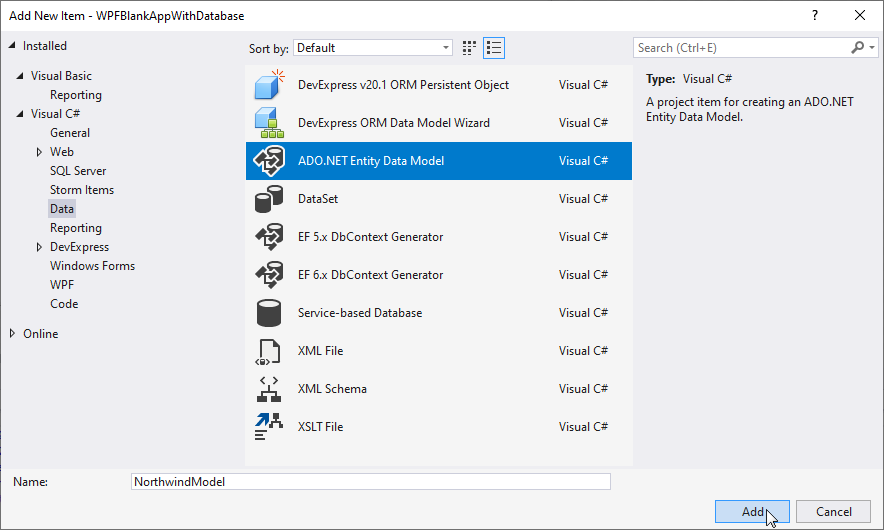 Add New Item - WPFBlankAppWithDatabase
?
Installed
Visual Basic
Reporting
Visual C#
General
Web
SQL Server
Storm Items
Data
Reporting
DevExpress
Windows Forms
WPF
Code
Online
Sort by: Default
DevExpress v20.1 ORM Persistent Object Visual C#
DevExpress ORM Data Model Wizard Visual C#
ADO.NET Entity Data Model Visual C#
DataSet Visual C#
EF 5.x DbContext Generator Visual C#
EF 6.x DbContext Generator Visual C#
Service-based Database Visual C#
XML File Visual C#
XML Schema Visual C#
XSLT File Visual C#
Search (Ctrl+E)
Type: Visual C#
A project item for creating an ADO.NET
Entity Data Model.
Name: NorthwindModel
Add Cancel